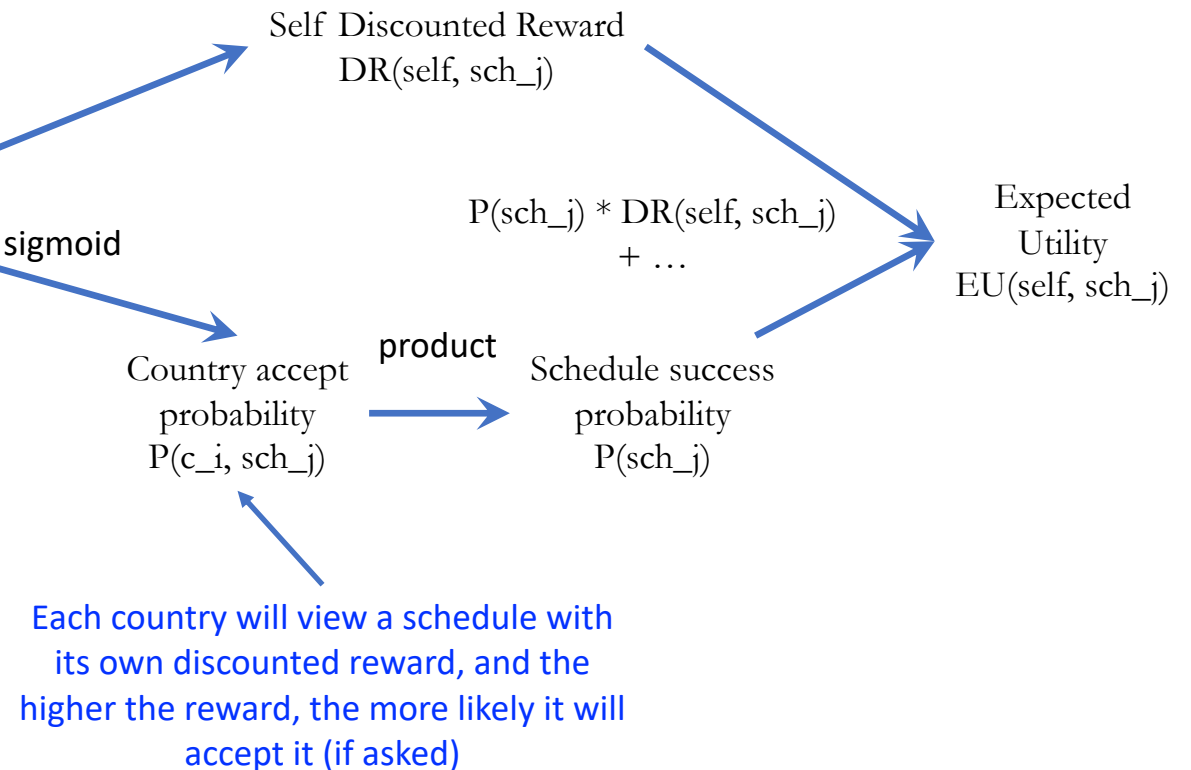 Self Discounted Reward
DR(self, sch_j)
P(sch_j) * DR(self, sch_j)
+ …
Expected
Utility
EU(self, sch_j)
sigmoid
product
Country accept
probability
P(c_i, sch_j)
Schedule success
probability
P(sch_j)
Each country will view a schedule with
its own discounted reward, and the
higher the reward, the more likely it will
accept it (if asked)